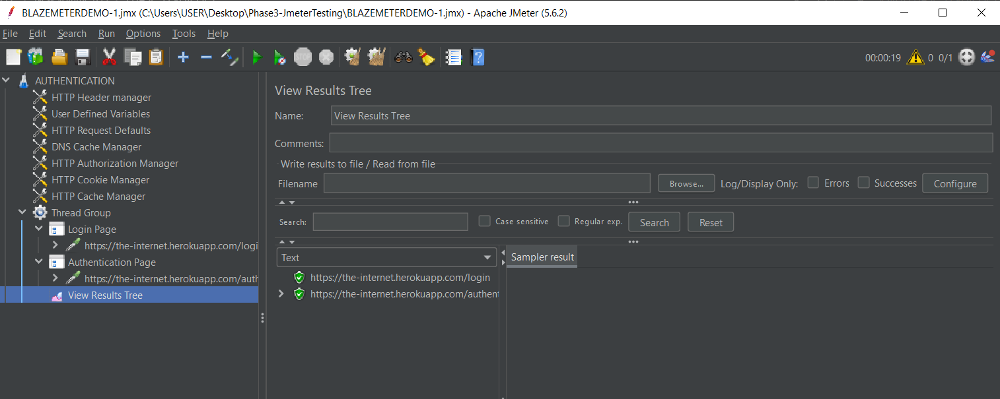 BLAZEMETERDEMO-1.jmx (C:\Users\USER\Desktop\Phase3-JmeterTesting\BLAZEMETERDEMO-1.jmx) - Apache JMeter (5.6.2)
File Edit Search Run Options Tools Help
STOP
00:00:19 0 0/1
AUTHENTICATION
HTTP Header manager
User Defined Variables
HTTP Request Defaults
DNS Cache Manager
HTTP Authorization Manager
HTTP Cookie Manager
HTTP Cache Manager
Thread Group
Login Page
https://the-internet.herokuapp.com/logi
Authentication Page
https://the-internet.herokuapp.com/auth
View Results Tree
View Results Tree
Name: View Results Tree
Comments:
Write results to file / Read from file
Filename Browse... Log/Display Only: Errors Successes Configure
Search: Case sensitive Regular exp. Search Reset
Text
Sampler result
https://the-internet.herokuapp.com/login
https://the-internet.herokuapp.com/authent